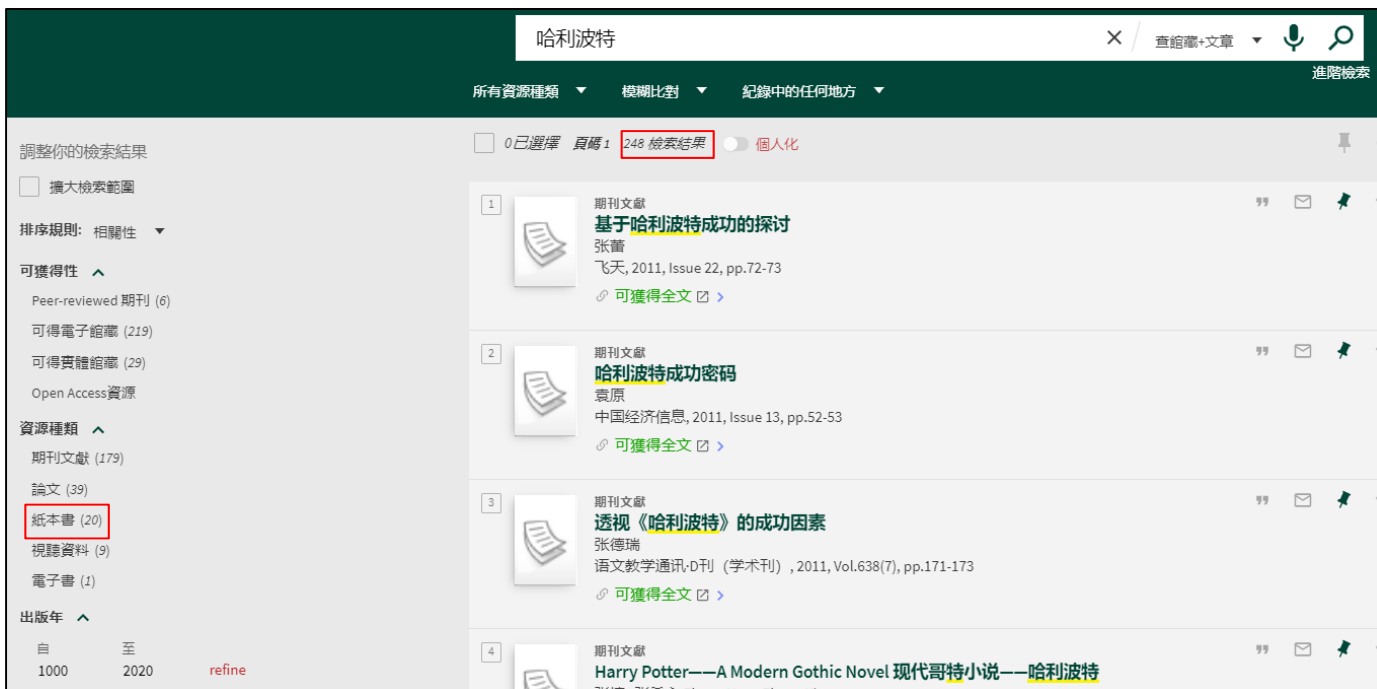 哈利波特
查館藏+文章
進階檢索
所有資源種類 模糊比對 紀錄中的任何地方
調整你的檢索結果
擴大檢索範圍
排序規則: 相關性
可獲得性
Peer-reviewed 期刊 (6)
可得電子館藏 (219)
可得實體館藏 (29)
Open Access資源
資源種類
期刊文獻 (179)
論文 (39)
紙本書 (20)
視聽資料 (9)
電子書 (1)
出版年
自 至
1000 2020 refine
0已選擇 頁碼 1 248 檢索結果 個人化
1
期刊文獻
基于哈利波特成功的探讨
张蕾
飞天, 2011, Issue 22, pp.72-73
可獲得全文
2
期刊文獻
哈利波特成功密码
袁原
中国经济信息, 2011, Issue 13, pp.52-53
可獲得全文
3
期刊文獻
透视《哈利波特》的成功因素
张德瑞
语文教学通讯·D刊（学术刊）, 2011, Vol.638(7), pp.171-173
可獲得全文
4
期刊文獻
Harry Potter——A Modern Gothic Novel 现代哥特小说——哈利波特